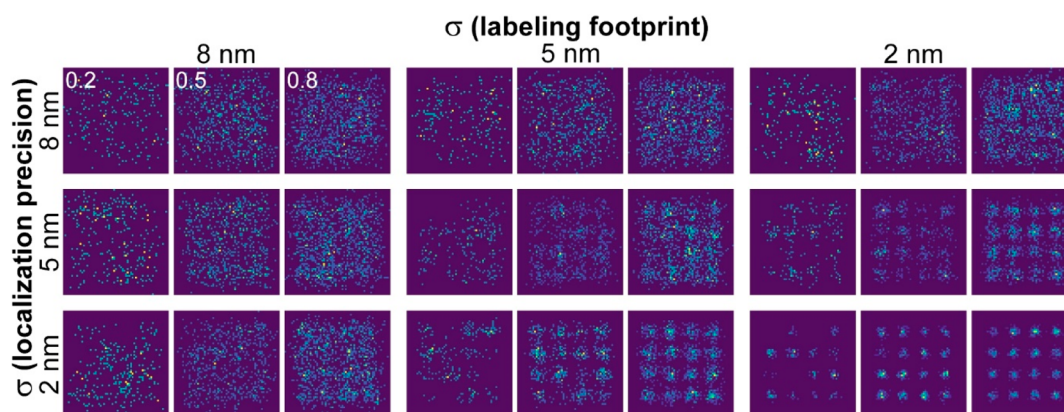 σ (labeling footprint)
8 nm 5 nm 2 nm
0.2 0.5 0.8
σ (localization precision)
8 nm
5 nm
2 nm